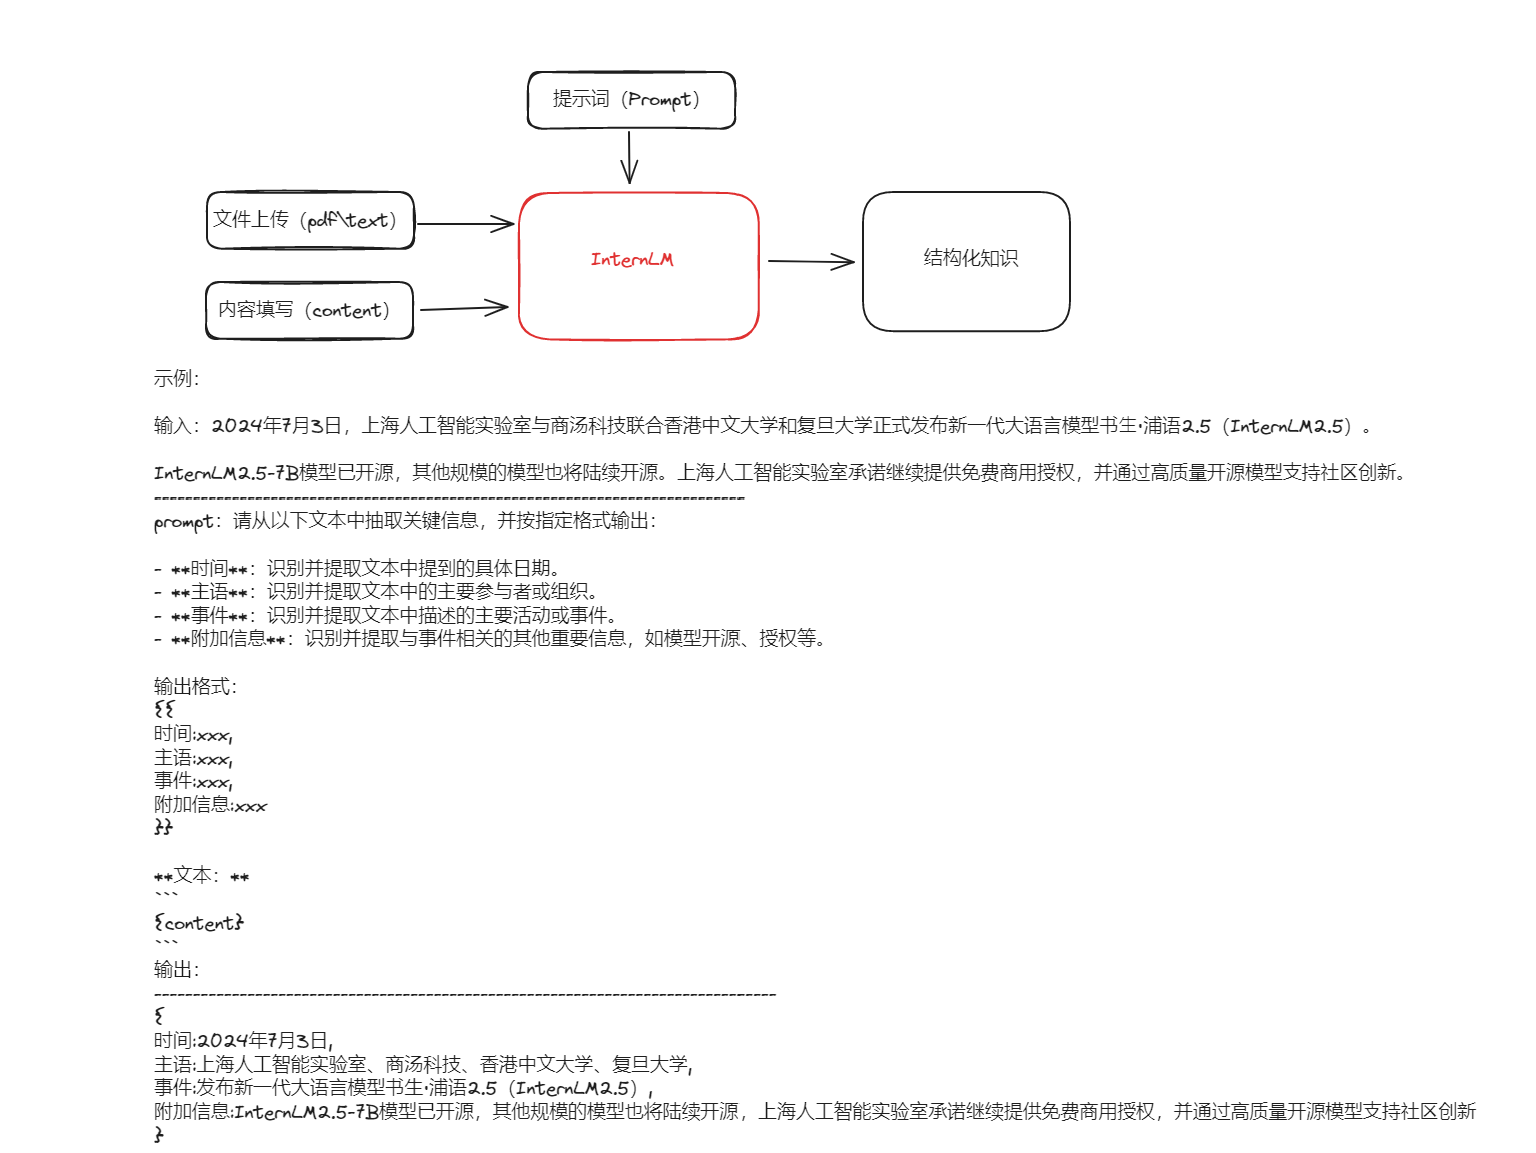 提示词（Prompt）
文件上传（pdf\text）
内容填写（content）
InternLM
结构化知识
示例：
输入：2024年7月3日，上海人工智能实验室与商汤科技联合香港中文大学和复旦大学正式发布新一代大语言模型书生·浦语2.5（InternLM2.5）。
InternLM2.5-7B模型已开源，其他规模的模型也将陆续开源。上海人工智能实验室承诺继续提供免费商用授权，并通过高质量开源模型支持社区创新。
--------------------------------------------------------------------------------
prompt：请从以下文本中抽取关键信息，并按指定格式输出：
- **时间**：识别并提取文本中提到的具体日期。
- **主语**：识别并提取文本中的主要参与者或组织。
- **事件**：识别并提取文本中描述的主要活动或事件。
- **附加信息**：识别并提取与事件相关的其他重要信息，如模型开源、授权等。
输出格式：
{{
时间:xxx,
主语:xxx,
事件:xxx,
附加信息:xxx
}}
**文本：**
```
{content}
```
输出：
------------------------------------------------------------------------------------
{
时间:2024年7月3日,
主语:上海人工智能实验室、商汤科技、香港中文大学、复旦大学,
事件:发布新一代大语言模型书生·浦语2.5（InternLM2.5）,
附加信息:InternLM2.5-7B模型已开源，其他规模的模型也将陆续开源，上海人工智能实验室承诺继续提供免费商用授权，并通过高质量开源模型支持社区创新
}